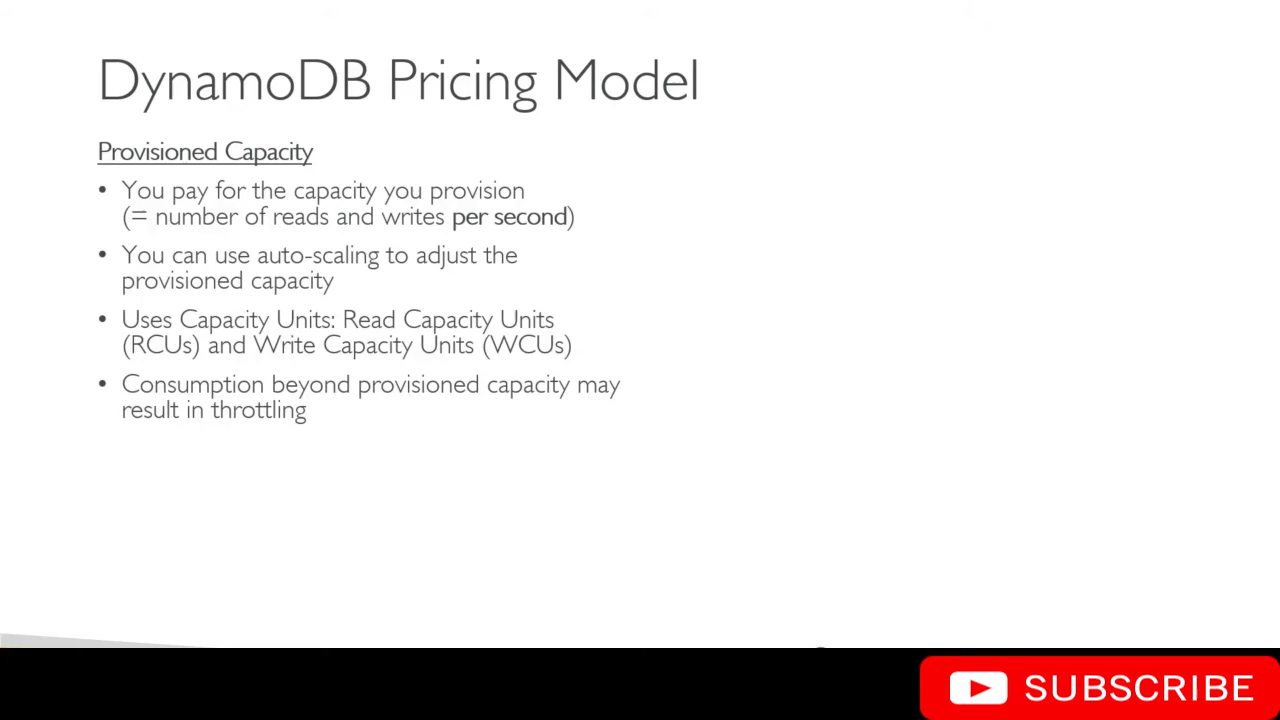 DynamoDB Pricing Model
Provisioned Capacity
• You pay for the capacity you provision
(= number of reads and writes per second)
• You can use auto-scaling to adjust the
provisioned capacity
• Uses Capacity Units: Read Capacity Units
(RCUs) and Write Capacity Units (WCUs)
• Consumption beyond provisioned capacity may
result in throttling
SUBSCRIBE